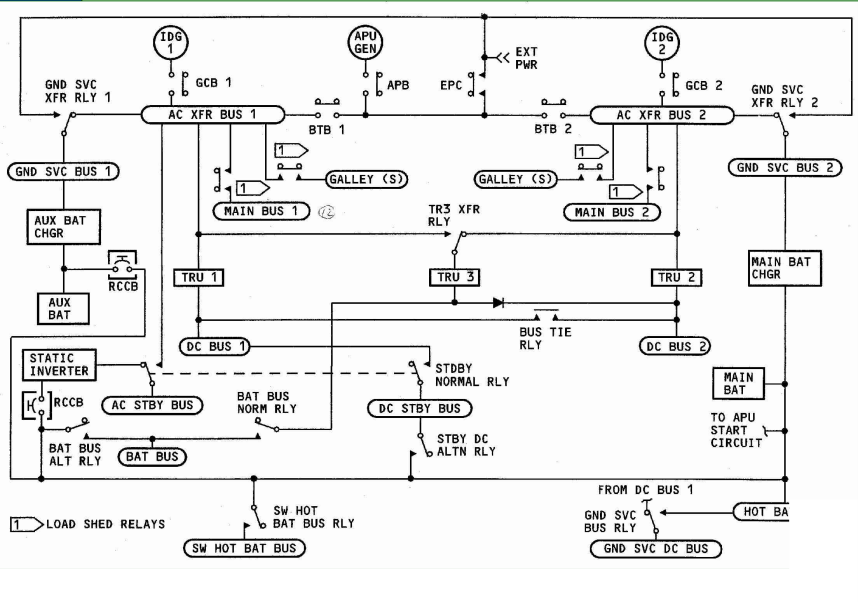 IDG
1
APU
GEN
IDG
2
EXT
PWR
GND SVC
XFR RLY 1
GCB 1
APB
EPC
GCB 2
GND SVC
XFR RLY 2
AC XFR BUS 1
BTB 1
BTB 2
AC XFR BUS 2
1
1
GND SVC BUS 1
GALLEY (S)
GALLEY (S)
GND SVC BUS 2
1
1
MAIN BUS 1
12
MAIN BUS 2
AUX BAT
CHGR
TR3 XFR
RLY
MAIN BAT
CHGR
RCCB
TRU 1
TRU 3
TRU 2
AUX
BAT
BUS TIE
RLY
DC BUS 1
DC BUS 2
STATIC
INVERTER
STDBY
NORMAL RLY
MAIN
BAT
RCCB
AC STBY BUS
BAT BUS
NORM RLY
DC STBY BUS
TO APU
START
CIRCUIT
BAT BUS
ALT RLY
BAT BUS
STBY DC
ALTN RLY
FROM DC BUS 1
1 LOAD SHED RELAYS
SW HOT
BAT BUS RLY
GND SVC
BUS RLY
HOT BA
SW HOT BAT BUS
GND SVC DC BUS